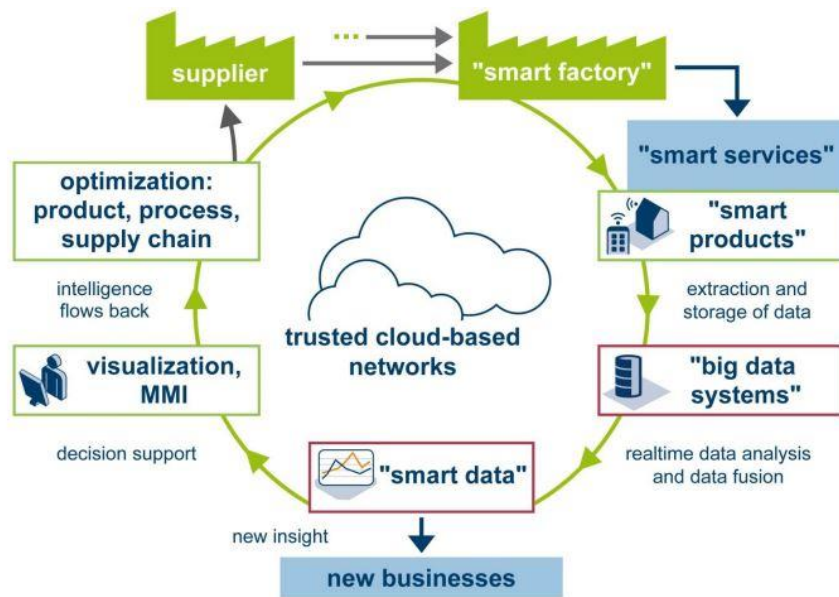 supplier
"smart factory"
"smart services"
"smart
products"
extraction and
storage of data
"big data
systems"
realtime data analysis
and data fusion
"smart data"
new insight
new businesses
decision support
visualization,
MMI
intelligence
flows back
optimization:
product, process,
supply chain
trusted cloud-based
networks